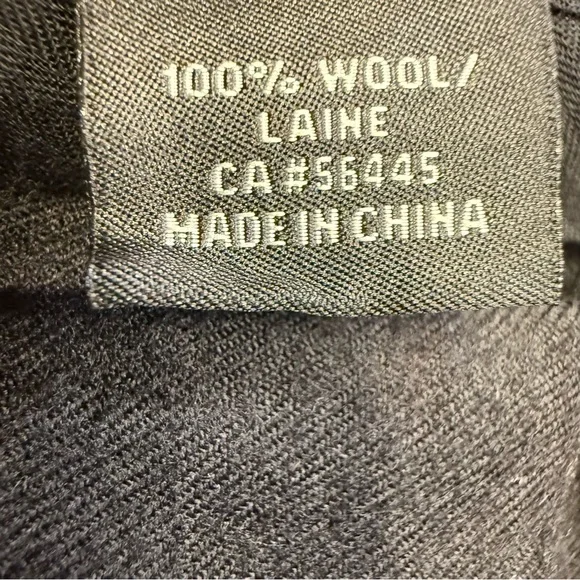 100% WOOL/
LAINE
CA #56445
MADE IN CHINA